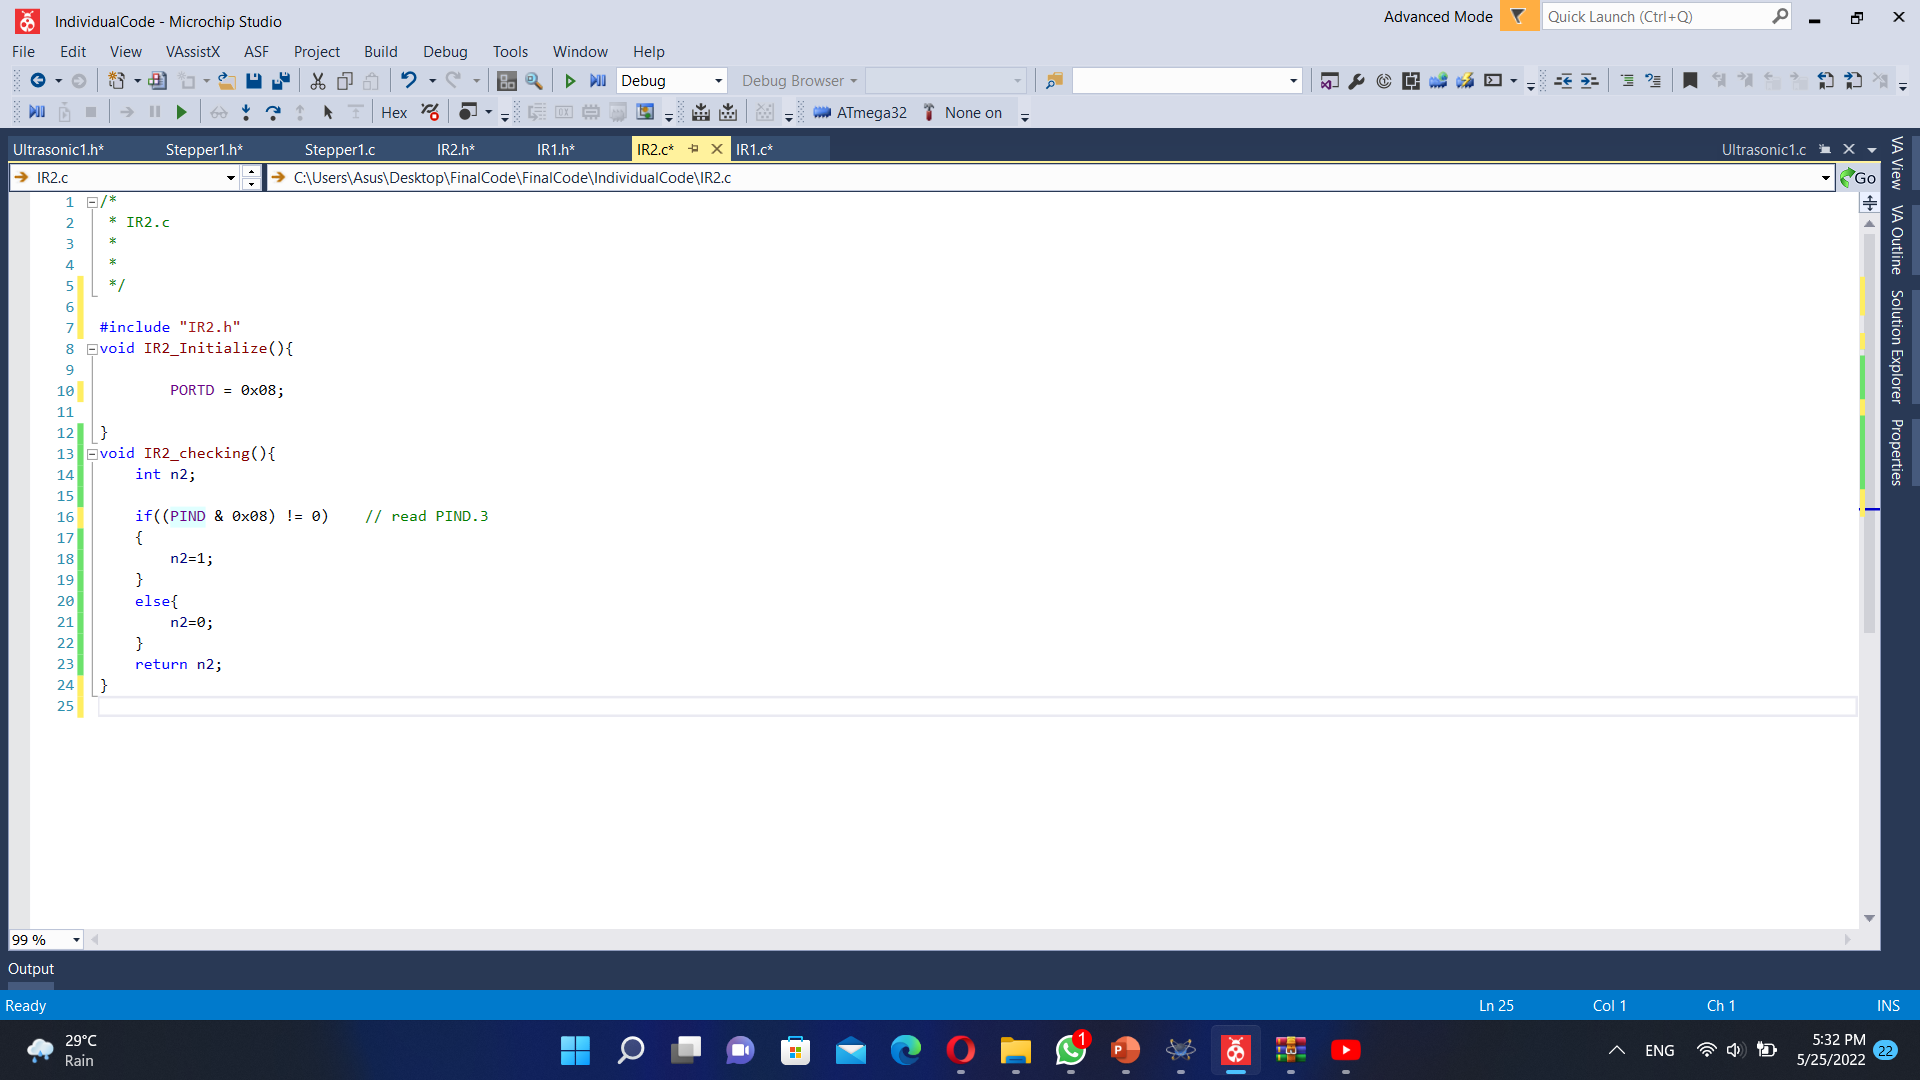 IndividualCode - Microchip Studio
Advanced Mode
Quick Launch (Ctrl+Q)
File Edit View VAssistX ASF Project Build Debug Tools Window Help
Debug Debug Browser
Hex ATmega32 None on
Ultrasonic1.h* Stepper1.h* Stepper1.c IR2.h* IR1.h* IR2.c* IR1.c* Ultrasonic1.c
IR2.c C:\Users\Asus\Desktop\FinalCode\FinalCode\IndividualCode\IR2.c Go
1 /*
2 * IR2.c
3 *
4 *
5 */
6
7 #include "IR2.h"
8 void IR2_Initialize(){
9
10 PORTD = 0x08;
11
12 }
13 void IR2_checking(){
14 int n2;
15
16 if((PIND & 0x08) != 0) // read PIND.3
17 {
18 n2=1;
19 }
20 else{
21 n2=0;
22 }
23 return n2;
24 }
25
VA View
VA Outline
Solution Explorer
Properties
99 %
Output
Ready Ln 25 Col 1 Ch 1 INS
29°C
Rain
1
ENG
5:32 PM
5/25/2022
22